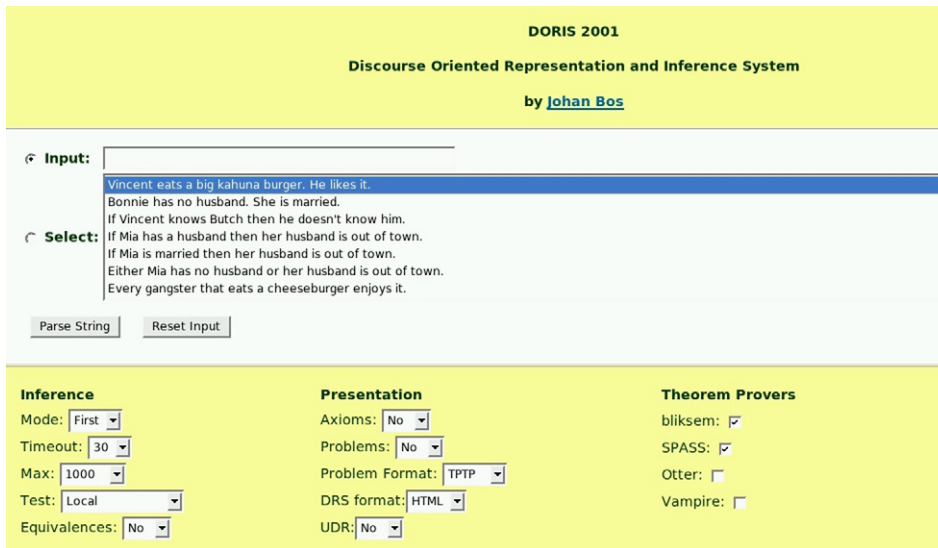 DORIS 2001
Discourse Oriented Representation and Inference System
by Johan Bos
Input:
Vincent eats a big kahuna burger. He likes it.
Bonnie has no husband. She is married.
If Vincent knows Butch then he doesn't know him.
Select:
If Mia has a husband then her husband is out of town.
If Mia is married then her husband is out of town.
Either Mia has no husband or her husband is out of town.
Every gangster that eats a cheeseburger enjoys it.
Parse String Reset Input
Inference Presentation Theorem Provers
Mode: First Axioms: No bliksem:
Timeout: 30 Problems: No SPASS:
Max: 1000 Problem Format: TPTP Otter:
Test: Local DRS format: HTML Vampire:
Equivalences: No UDR: No